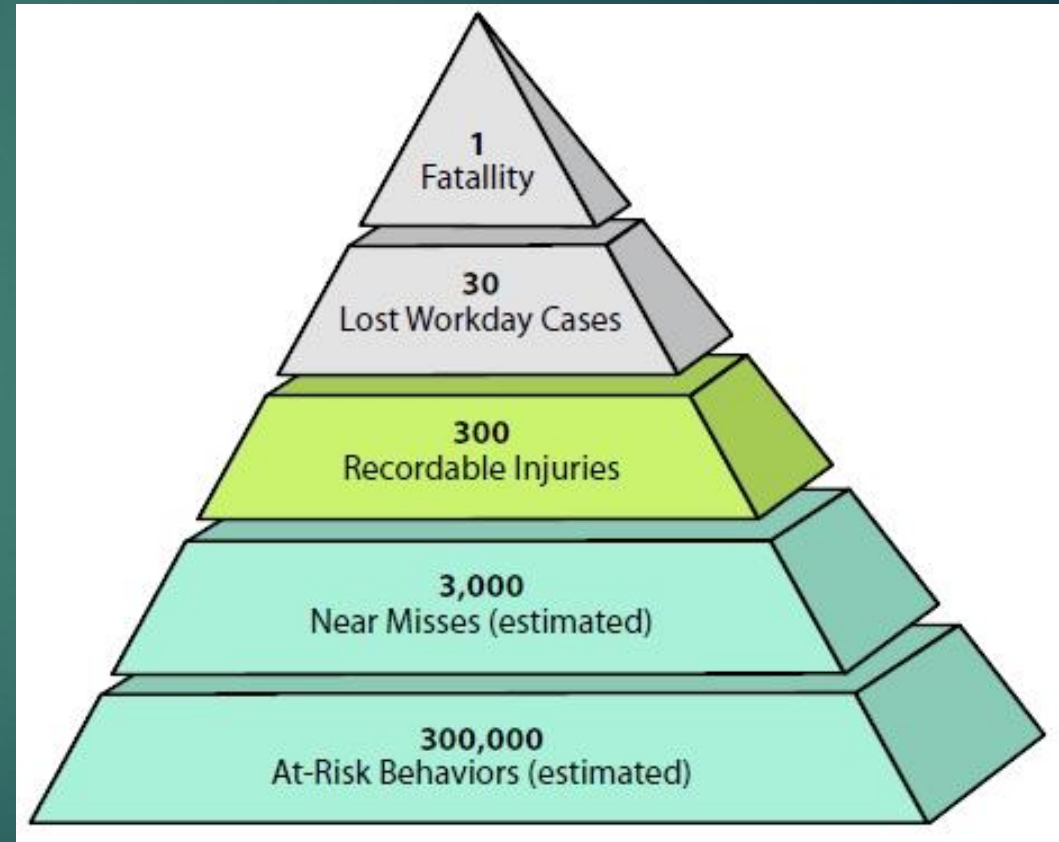 1
Fatallity
30
Lost Workday Cases
300
Recordable Injuries
3,000
Near Misses (estimated)
300,000
At-Risk Behaviors (estimated)